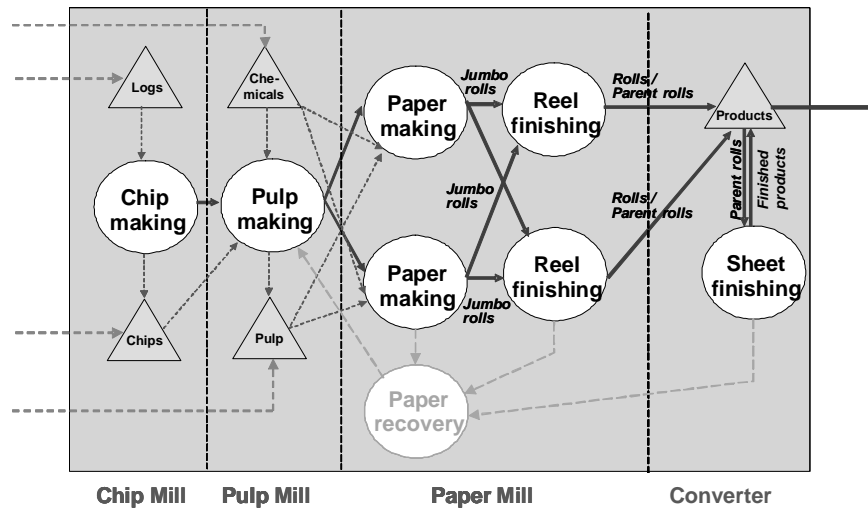 Logs
Che-
micals
Chip
making
Pulp
making
Chips
Pulp
Paper
making
Jumbo
rolls
Reel
finishing
Rolls /
Parent rolls
Products
Jumbo
rolls
Rolls /
Parent rolls
Parent rolls
Finished
products
Paper
making
Jumbo
rolls
Reel
finishing
Sheet
finishing
Paper
recovery
Chip Mill
Pulp Mill
Paper Mill
Converter